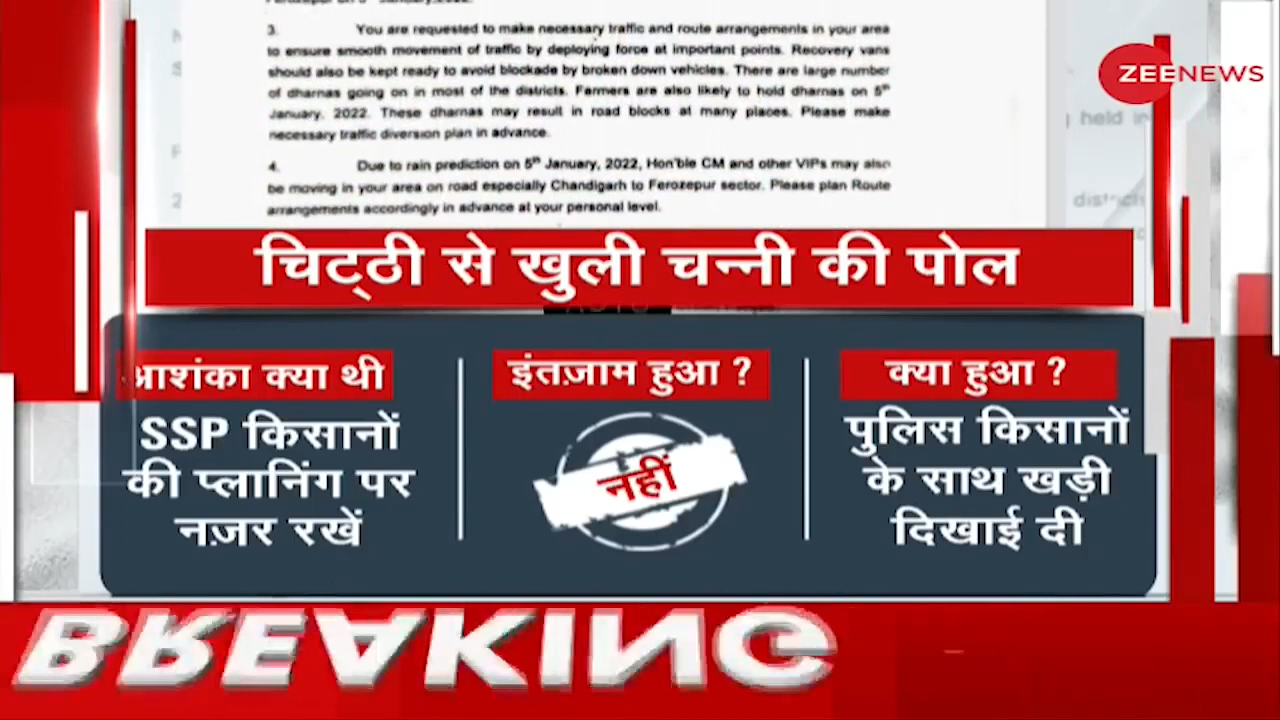 3. You are requested to make necessary traffic and route arrangements in your area
to ensure smooth movement of traffic by deploying force at important points. Recovery vans
should also be kept ready to avoid blockade by broken down vehicles. There are large number
of dharnas going on in most of the districts. Farmers are also likely to hold dharnas on 5th
January, 2022. These dharnas may result in road blocks at many places. Please make
necessary traffic diversion plan in advance.
4. Due to rain prediction on 5th January, 2022, Hon'ble CM and other VIPs may also
be moving in your area on road especially Chandigarh to Ferozepur sector. Please plan Route
arrangements accordingly in advance at your personal level.
ZEENEWS
held in
चिट्ठी से खुली चन्नी की पोल
आशंका क्या थी
SSP किसानों
की प्लानिंग पर
नज़र रखें
इंतज़ाम हुआ ?
नहीं
क्या हुआ ?
पुलिस किसानों
के साथ खड़ी
दिखाई दी
BREAKING